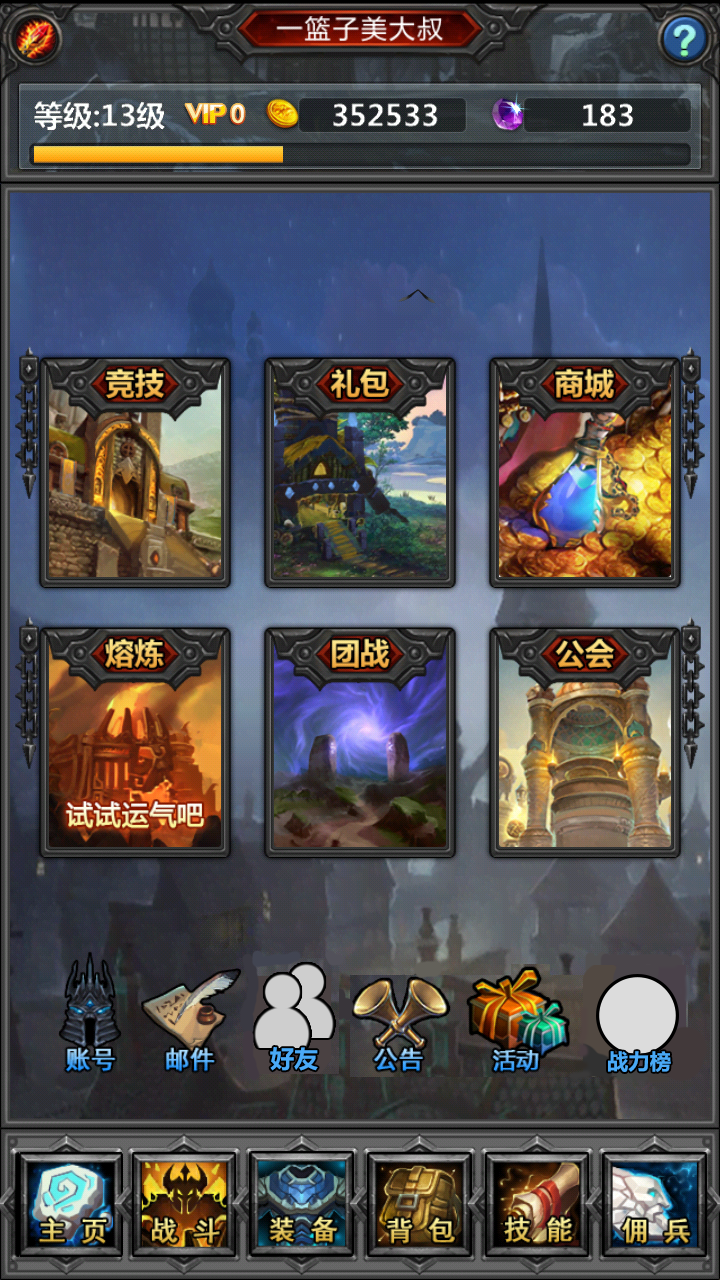 一篮子美大叔
?
等级:13级 VIP 0 352533 183
竞技 礼包 商城
熔炼 团战 公会
试试运气吧
账号 邮件 好友 公告 活动 战力榜
主页 战斗 装备 背包 技能 佣兵